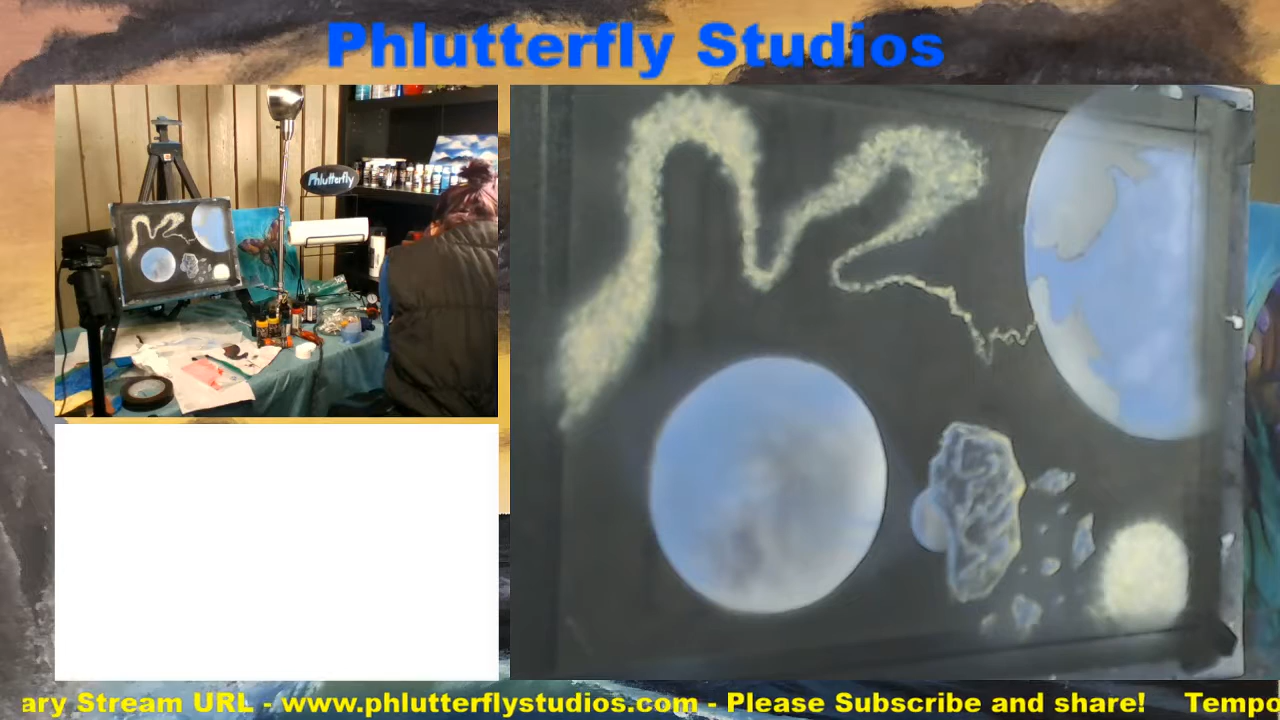 Phlutterfly Studios
Phlutterfly
ary Stream URL - www.phlutterflystudios.com - Please Subscribe and share! Tempo